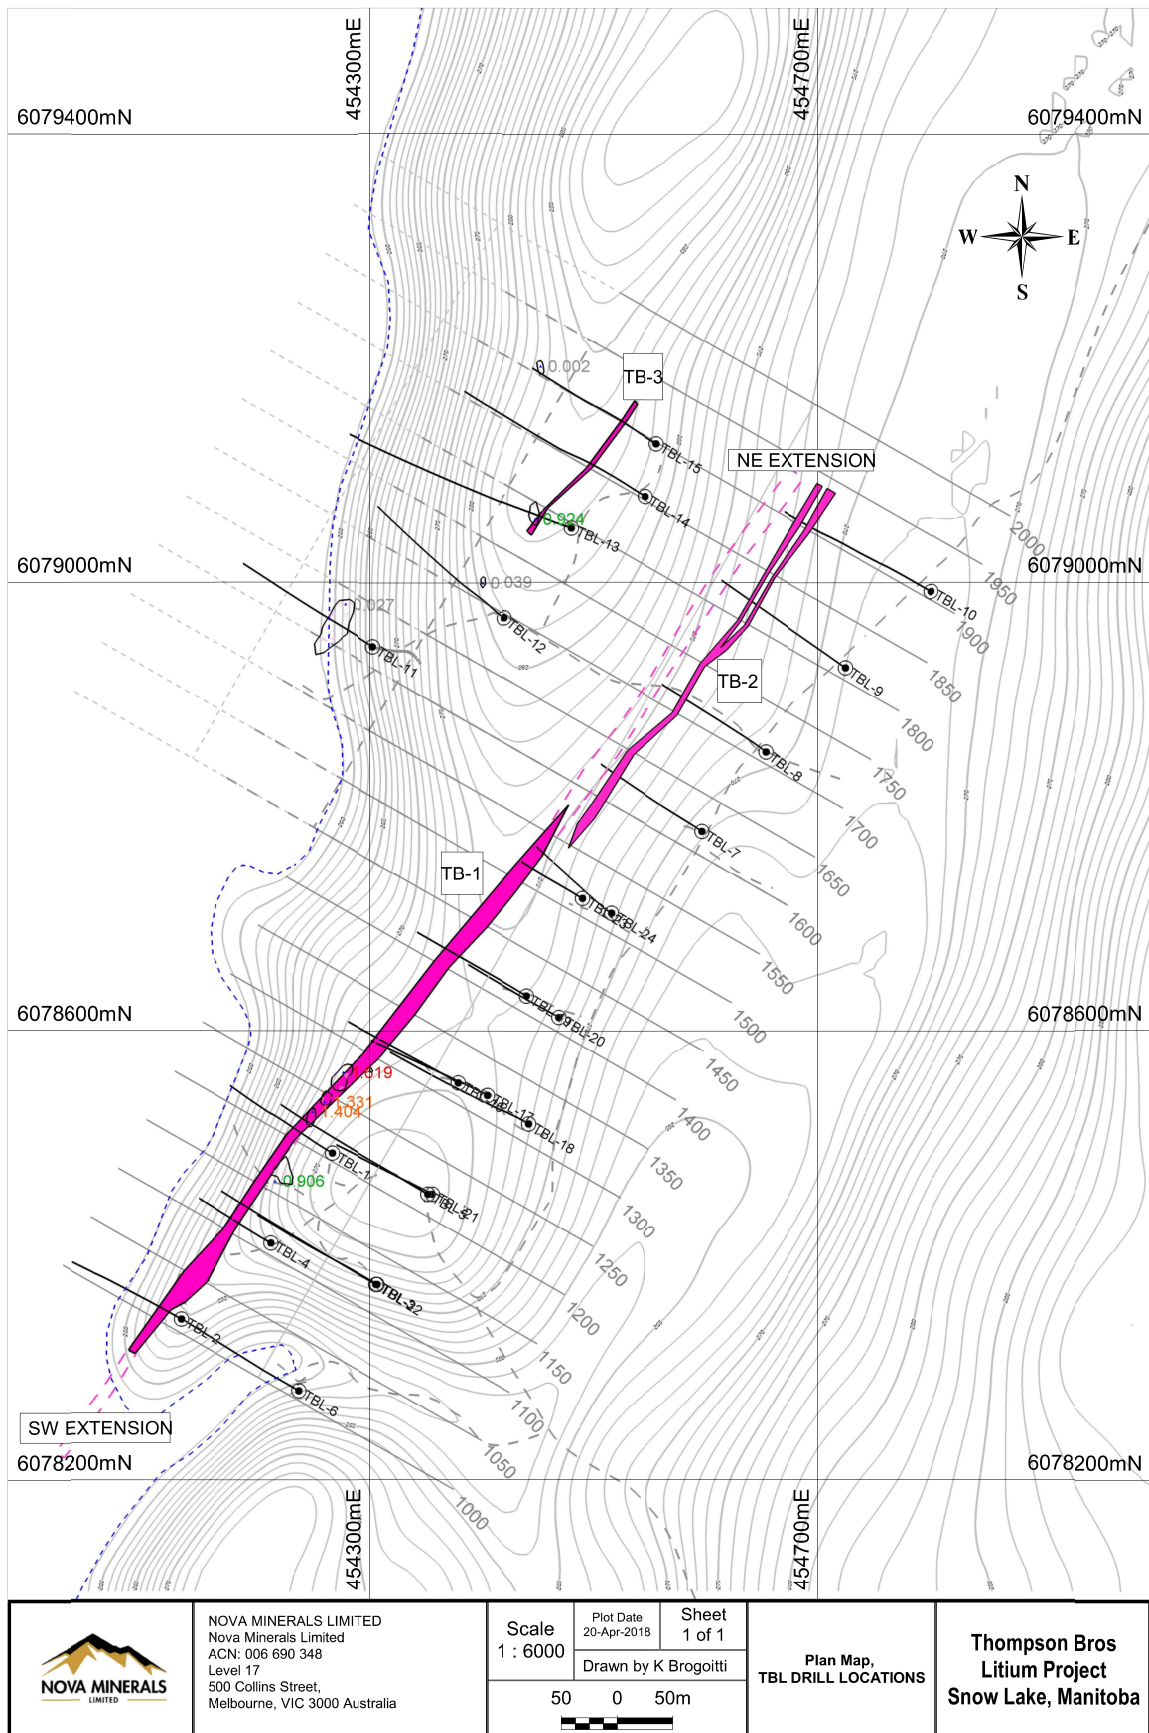 454300mE
454700mE
6079400mN
6079400mN
N
W
E
S
0.002
TB-3
TBL-15
NE EXTENSION
TBL-14
0.924
TBL-13
2000
6079000mN
6079000mN
0.039
1950
TBL-10
0.027
TBL-12
1900
TBL-11
TB-2
TBL-9
1850
1800
TBL-8
1750
TBL-7
1700
TB-1
1650
TBL-24
1600
1550
6078600mN
6078600mN
TBL-20
1500
1450
TBL-17
1.331
1.404
TBL-18
1400
TBL-1
1350
0.906
1300
TBL-4
1250
TBL-2
1200
1150
TBL-6
1100
SW EXTENSION
1050
6078200mN
6078200mN
1000
454300mE
454700mE
NOVA MINERALS
LIMITED
NOVA MINERALS LIMITED
Nova Minerals Limited
ACN: 006 690 348
Level 17
500 Collins Street,
Melbourne, VIC 3000 Australia
Scale
1 : 6000
Plot Date
20-Apr-2018
Sheet
1 of 1
Drawn by K Brogoitti
50 0 50m
Plan Map,
TBL DRILL LOCATIONS
Thompson Bros
Litium Project
Snow Lake, Manitoba